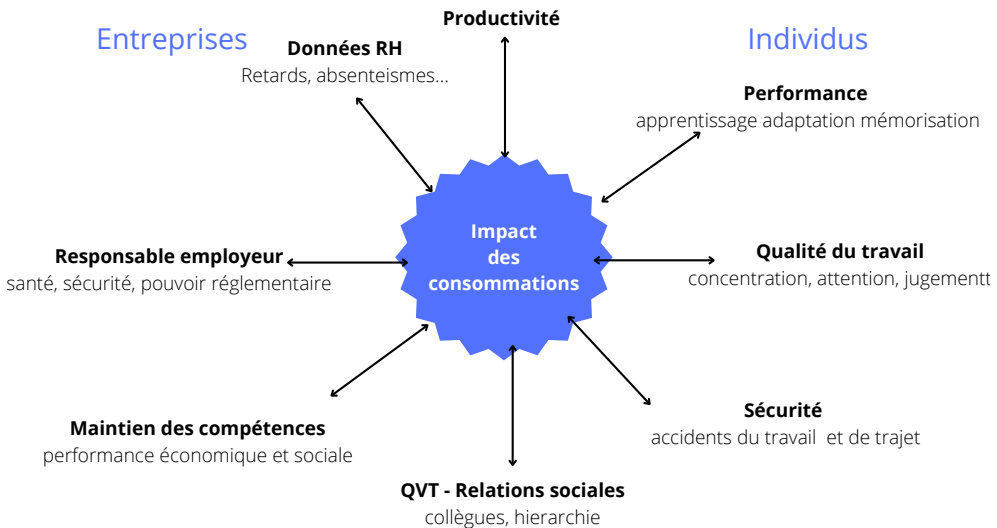 Productivité
Entreprises
Individus
Données RH
Retards, absenteismes...
Performance
apprentissage adaptation mémorisation
Impact
des
consommations
Responsable employeur
santé, sécurité, pouvoir réglementaire
Qualité du travail
concentration, attention, jugementt
Maintien des compétences
performance économique et sociale
Sécurité
accidents du travail et de trajet
QVT - Relations sociales
collègues, hierarchie